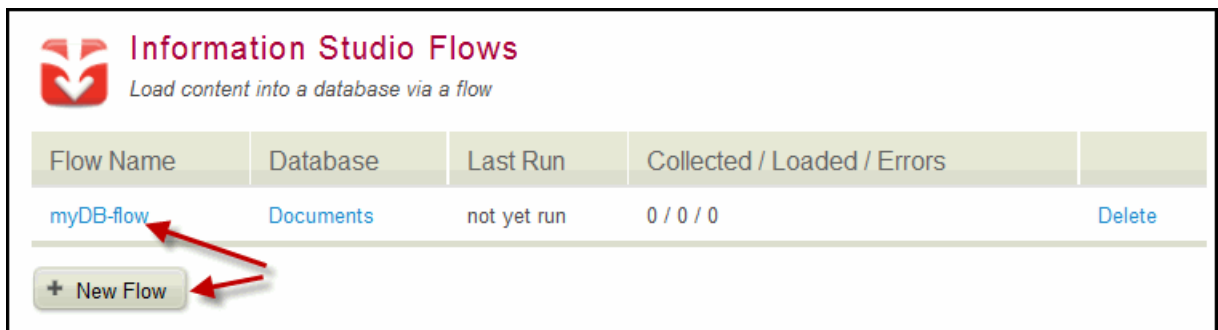 Information Studio Flows
Load content into a database via a flow
Flow Name Database Last Run Collected / Loaded / Errors
myDB-flow Documents not yet run 0 / 0 / 0 Delete
+ New Flow